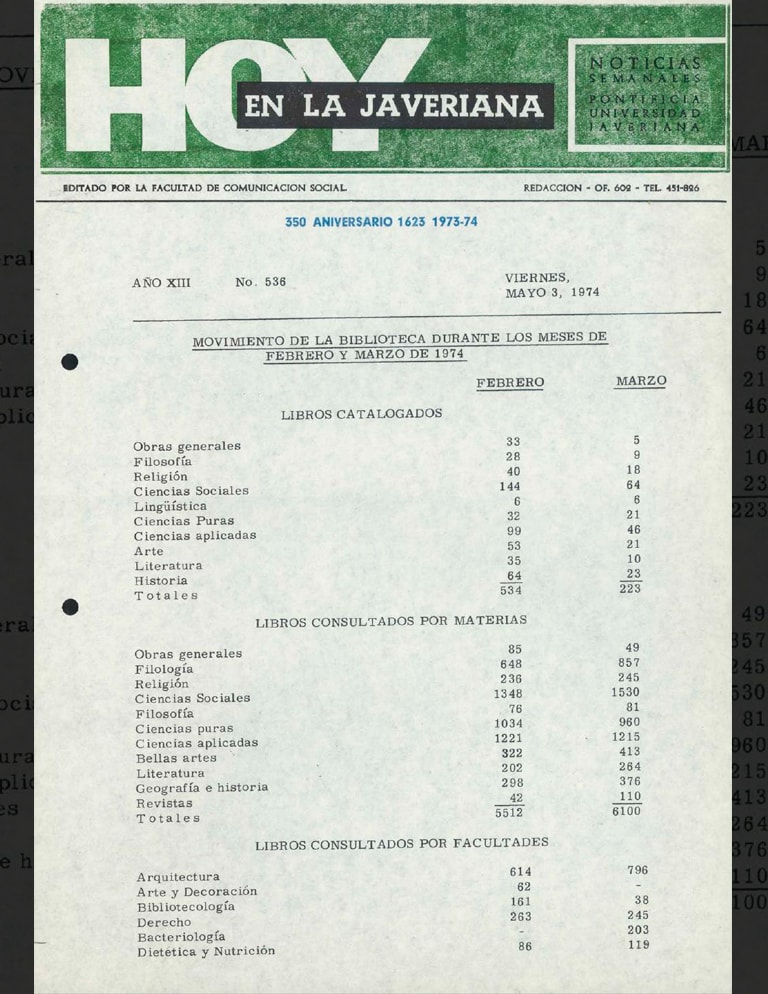 HOY
EN LA JAVERIANA
NOTICIAS
SEMANALES
PONTIFICIA
UNIVERSIDAD
JAVERIANA
EDITADO POR LA FACULTAD DE COMUNICACION SOCIAL.
REDACCION - OF. 602 - TEL. 451-826
350 ANIVERSARIO 1623 1973-74
AÑO XIII No. 536
VIERNES,
MAYO 3, 1974
MOVIMIENTO DE LA BIBLIOTECA DURANTE LOS MESES DE
FEBRERO Y MARZO DE 1974
FEBRERO MARZO
LIBROS CATALOGADOS
Obras generales 33 5
Filosofía 28 9
Religión 40 18
Ciencias Sociales 144 64
Lingüística 6 6
Ciencias Puras 32 21
Ciencias aplicadas 99 46
Arte 53 21
Literatura 35 10
Historia 64 23
Totales 534 223
LIBROS CONSULTADOS POR MATERIAS
Obras generales 85 49
Filología 648 857
Religión 236 245
Ciencias Sociales 1348 1530
Filosofía 76 81
Ciencias puras 1034 960
Ciencias aplicadas 1221 1215
Bellas artes 322 413
Literatura 202 264
Geografía e historia 298 376
Revistas 42 110
Totales 5512 6100
LIBROS CONSULTADOS POR FACULTADES
Arquitectura 614 796
Arte y Decoración 62 -
Bibliotecología 161 38
Derecho 263 245
Bacteriología - 203
Dietética y Nutrición 86 119